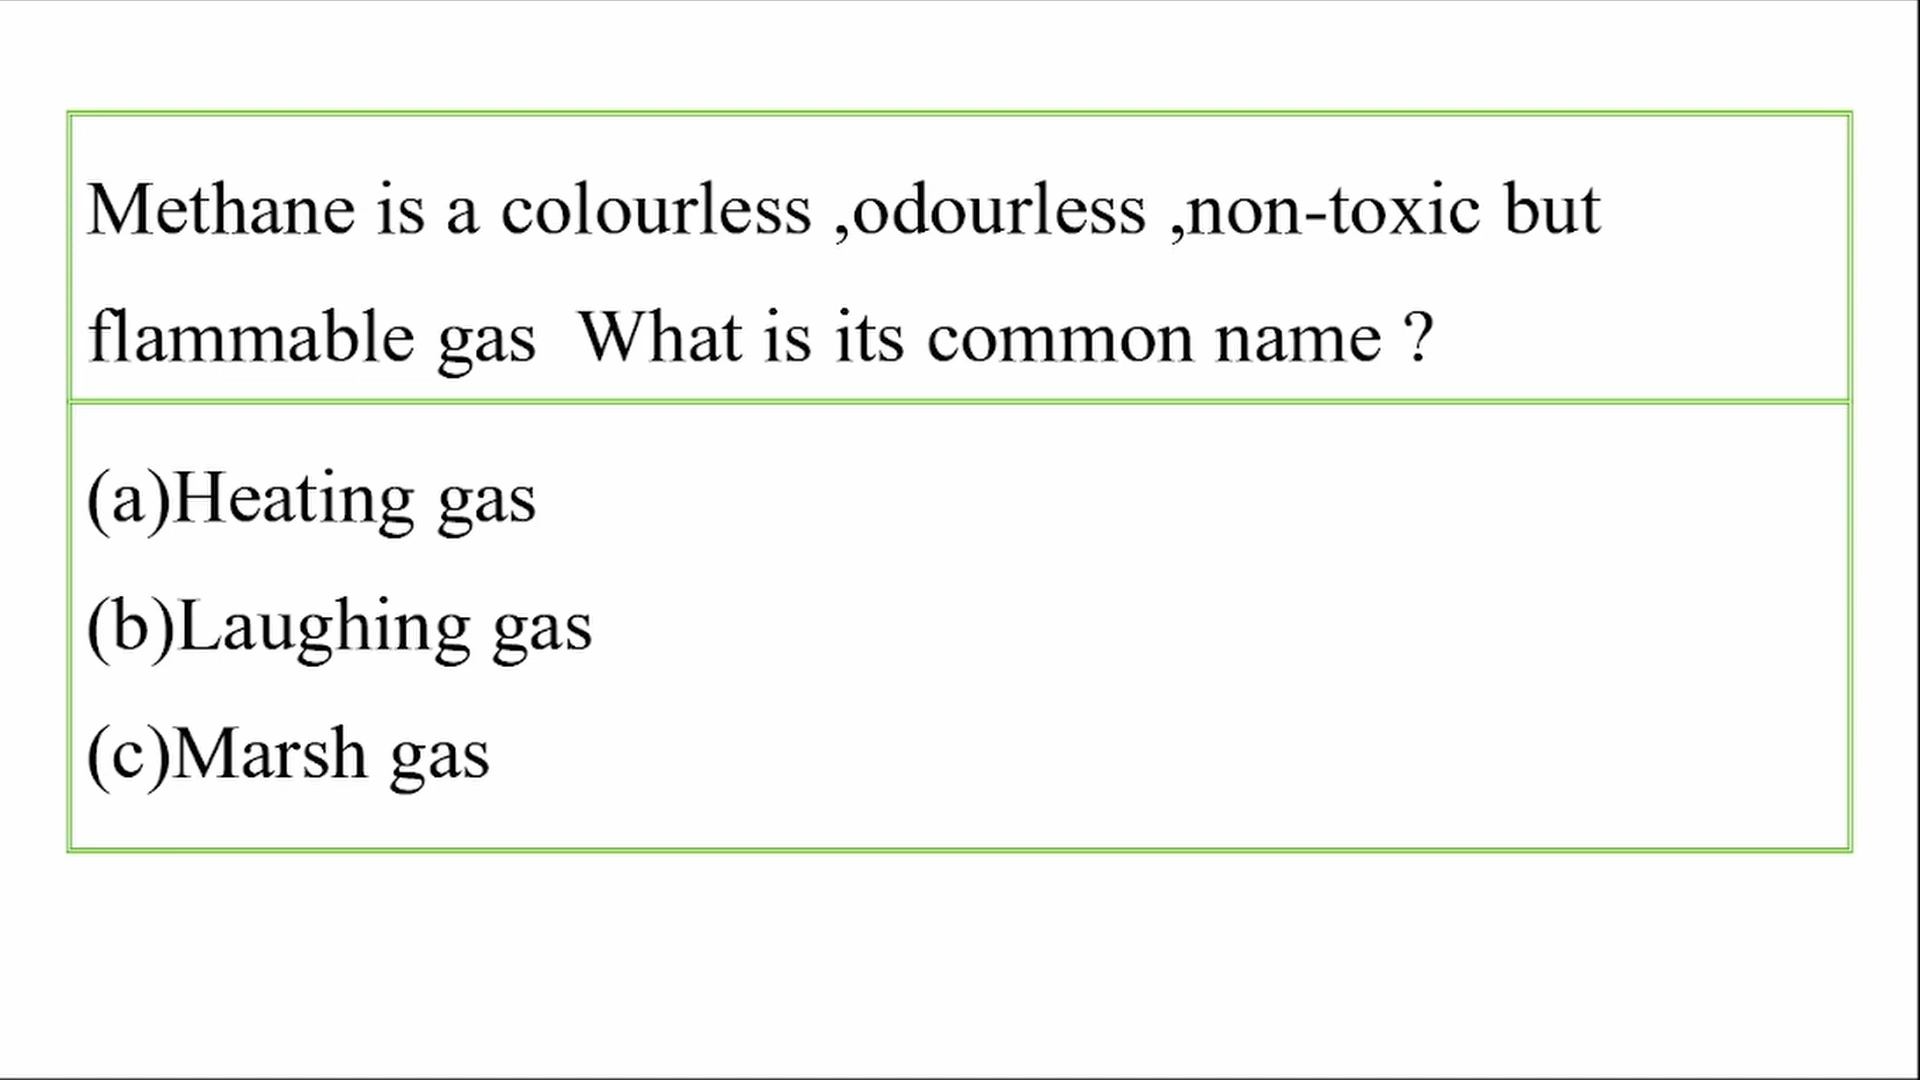 Methane is a colourless ,odourless ,non-toxic but
flammable gas  What is its common name ?
(a)Heating gas
(b)Laughing gas
(c)Marsh gas